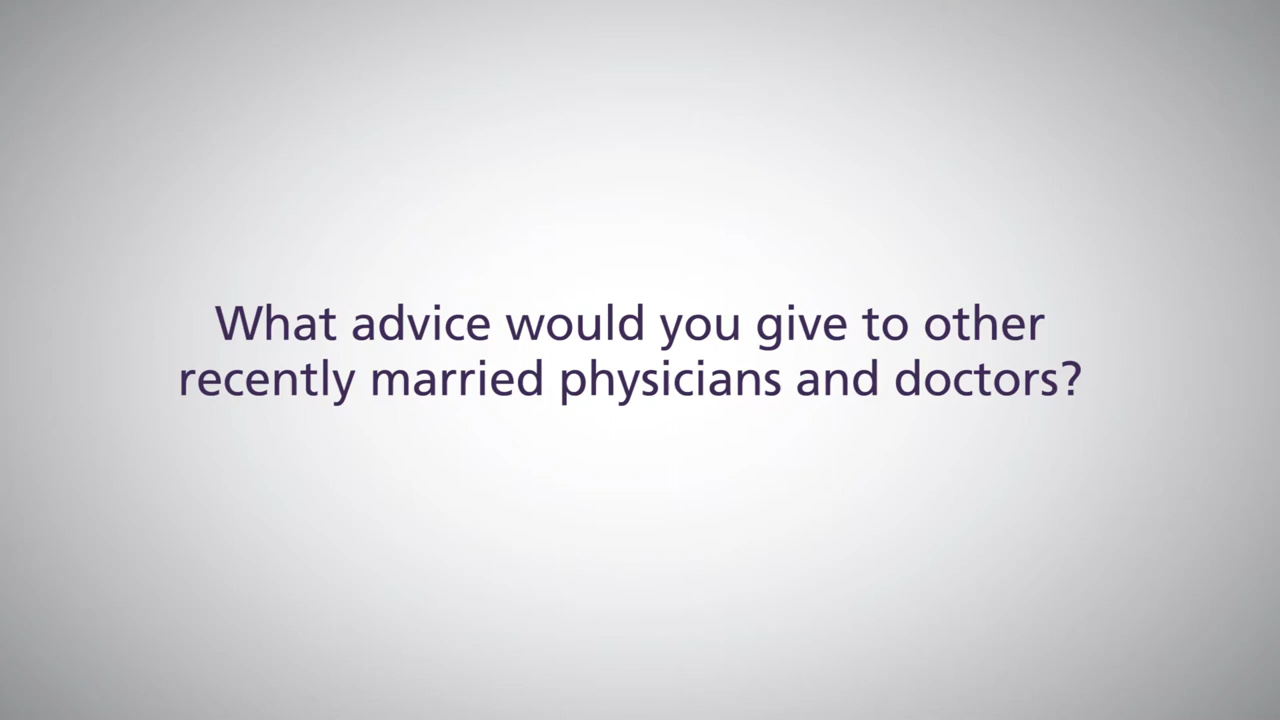 What advice would you give to other
recently married physicians and doctors?